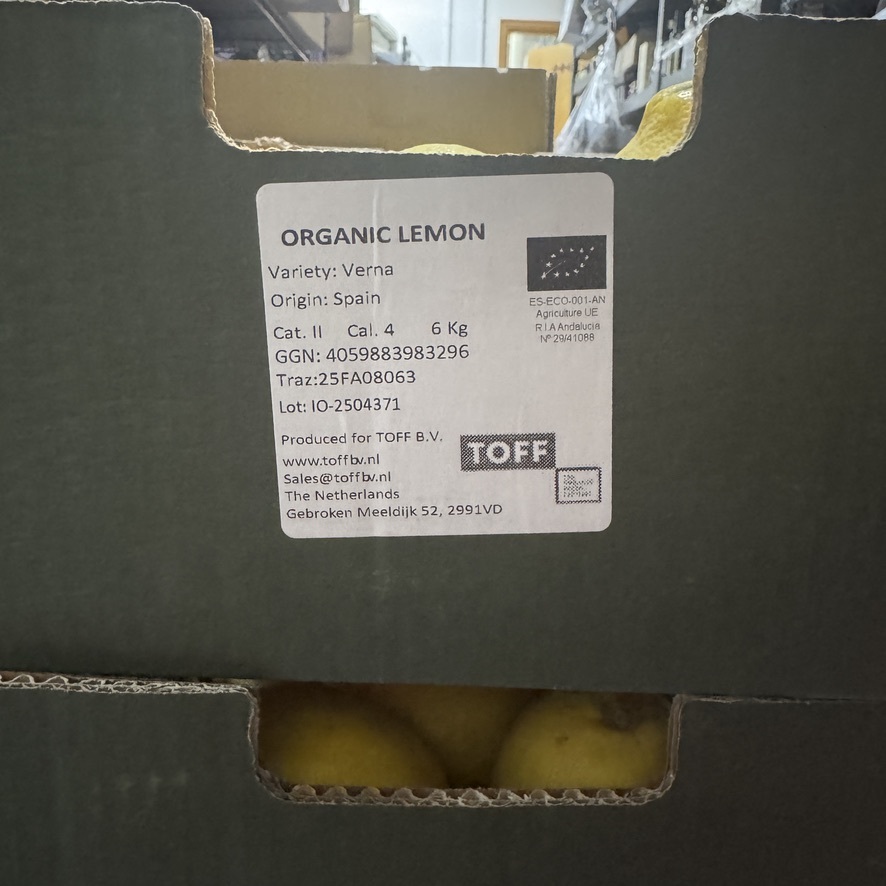 ORGANIC LEMON
Variety: Verna
Origin: Spain
Cat. II Cal. 4 6 Kg
GGN: 4059883983296
Traz:25FA08063
Lot: IO-2504371
ES-ECO-001-AN
Agriculture UE
R.I.A Andalucia
Nº 29/41088
Produced for TOFF B.V.
www.toffbv.nl
Sales@toffbv.nl
The Netherlands
Gebroken Meeldijk 52, 2991VD
TOFF